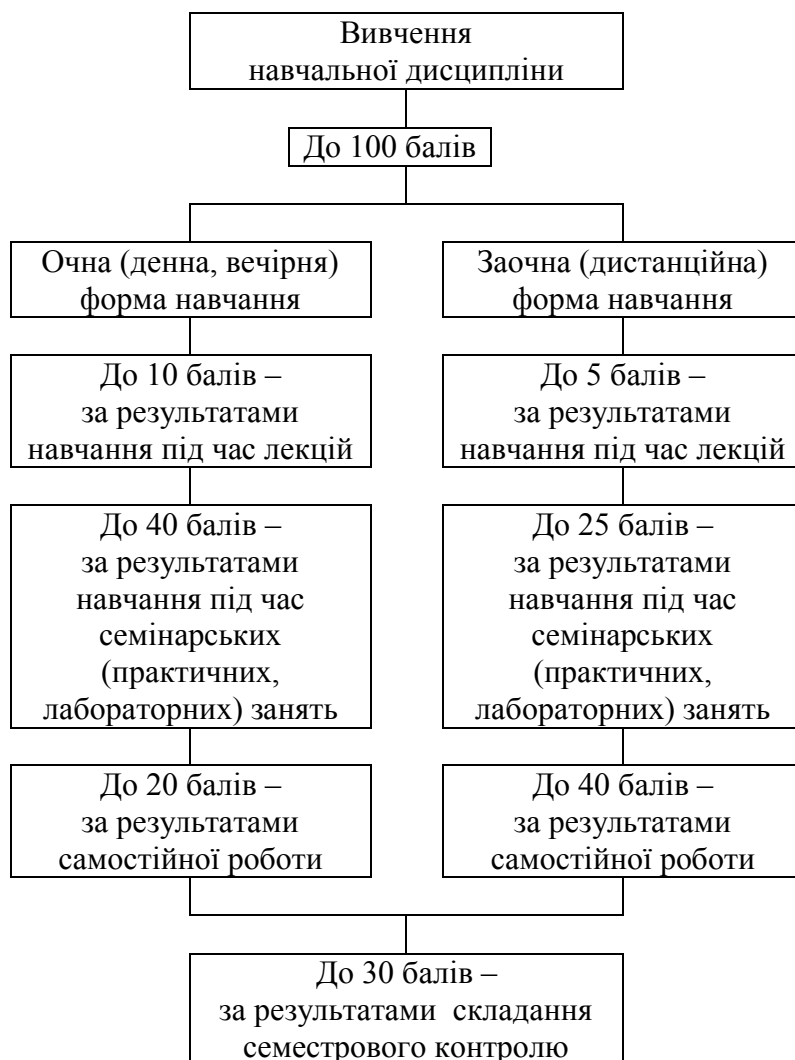 Вивчення
навчальної дисципліни
До 100 балів
Очна (денна, вечірня)
форма навчання
Заочна (дистанційна)
форма навчання
До 10 балів –
за результатами
навчання під час лекцій
До 5 балів –
за результатами
навчання під час лекцій
До 40 балів –
за результатами
навчання під час
семінарських
(практичних,
лабораторних) занять
До 25 балів –
за результатами
навчання під час
семінарських
(практичних,
лабораторних) занять
До 20 балів –
за результатами
самостійної роботи
До 40 балів –
за результатами
самостійної роботи
До 30 балів –
за результатами складання
семестрового контролю